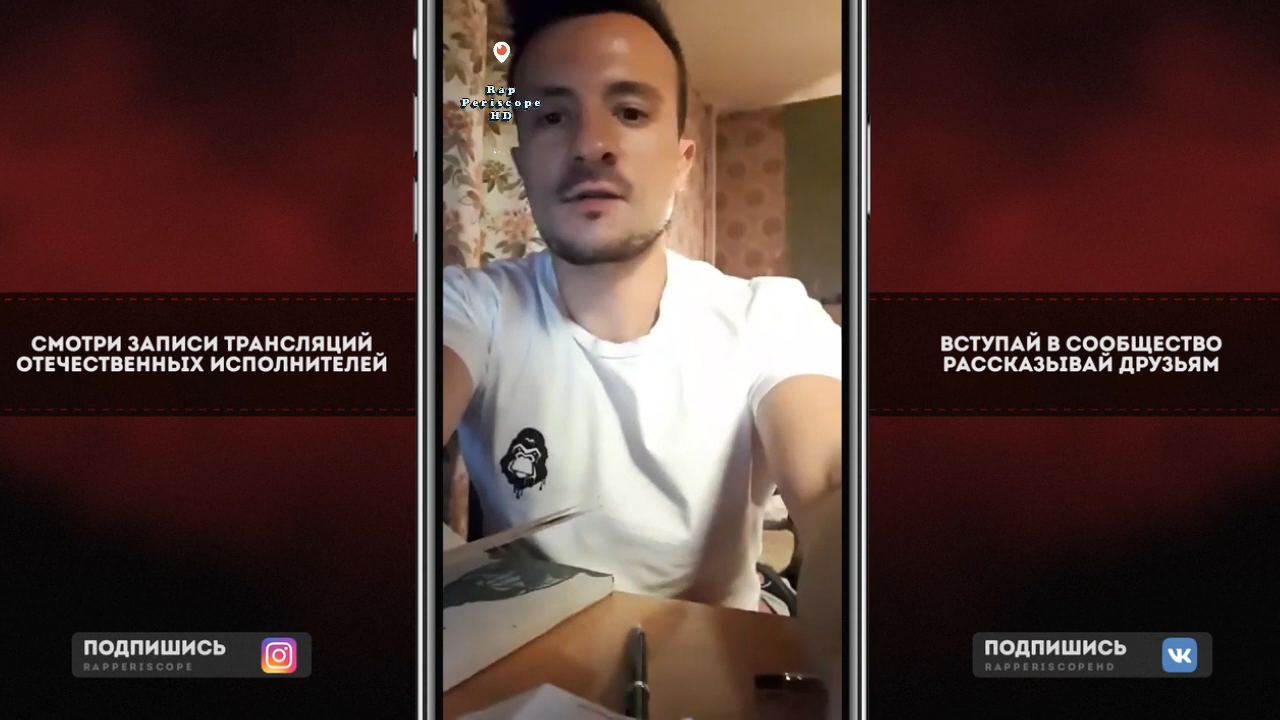 Rap
Periscope
HD
СМОТРИ ЗАПИСИ ТРАНСЛЯЦИЙ
ОТЕЧЕСТВЕННЫХ ИСПОЛНИТЕЛЕЙ
ВСТУПАЙ В СООБЩЕСТВО
РАССКАЗЫВАЙ ДРУЗЬЯМ
ПОДПИШИСЬ
RAPPERISCOPE
ПОДПИШИСЬ
RAPPERISCOPEHD